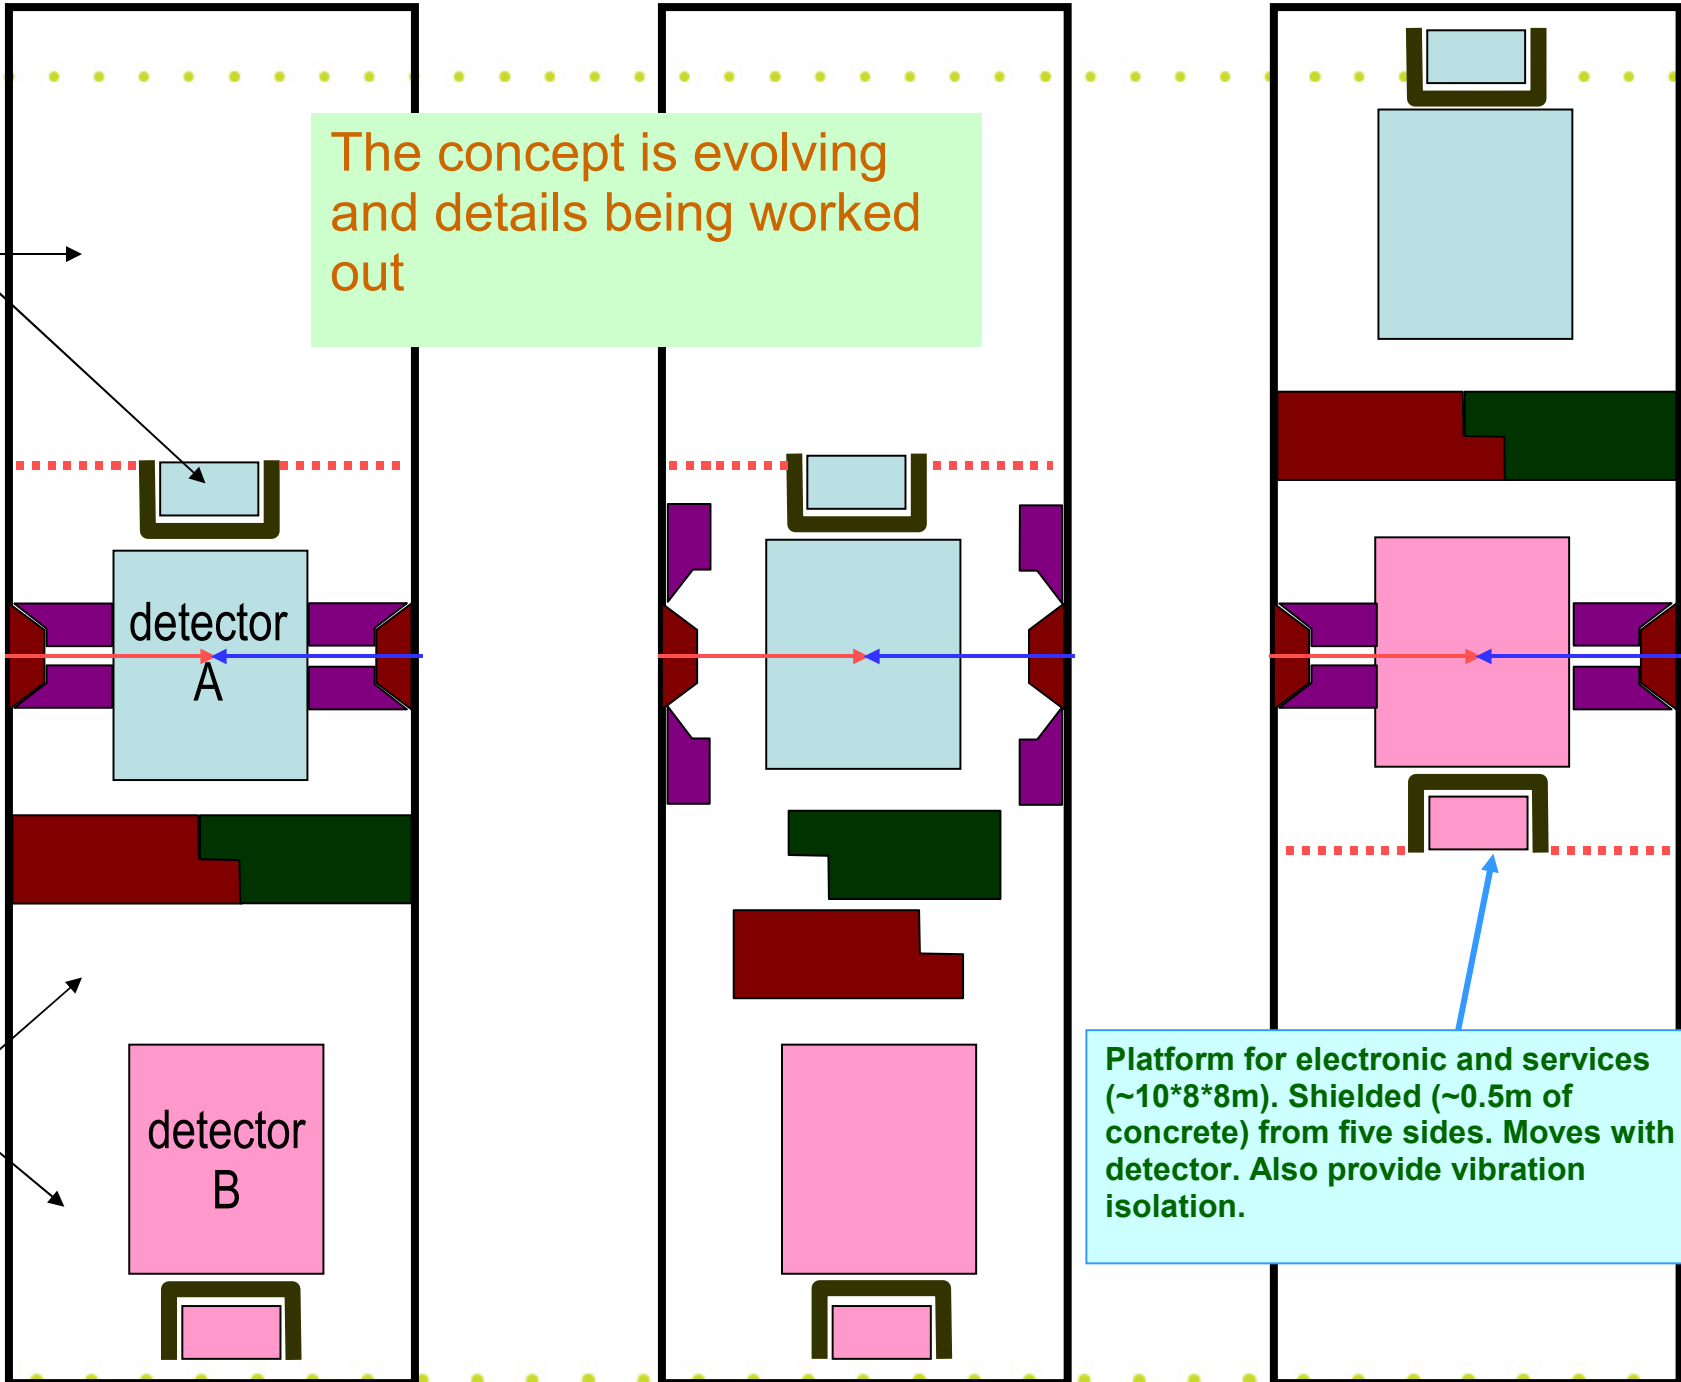 The concept is evolving
and details being worked
out
detector
A
detector
B
Platform for electronic and services
(~10*8*8m). Shielded (~0.5m of
concrete) from five sides. Moves with
detector. Also provide vibration
isolation.